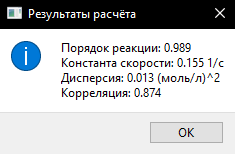 Результаты расчёта
Порядок реакции: 0.989
Константа скорости: 0.155 1/с
Дисперсия: 0.013 (моль/л)^2
Корреляция: 0.874
ОК